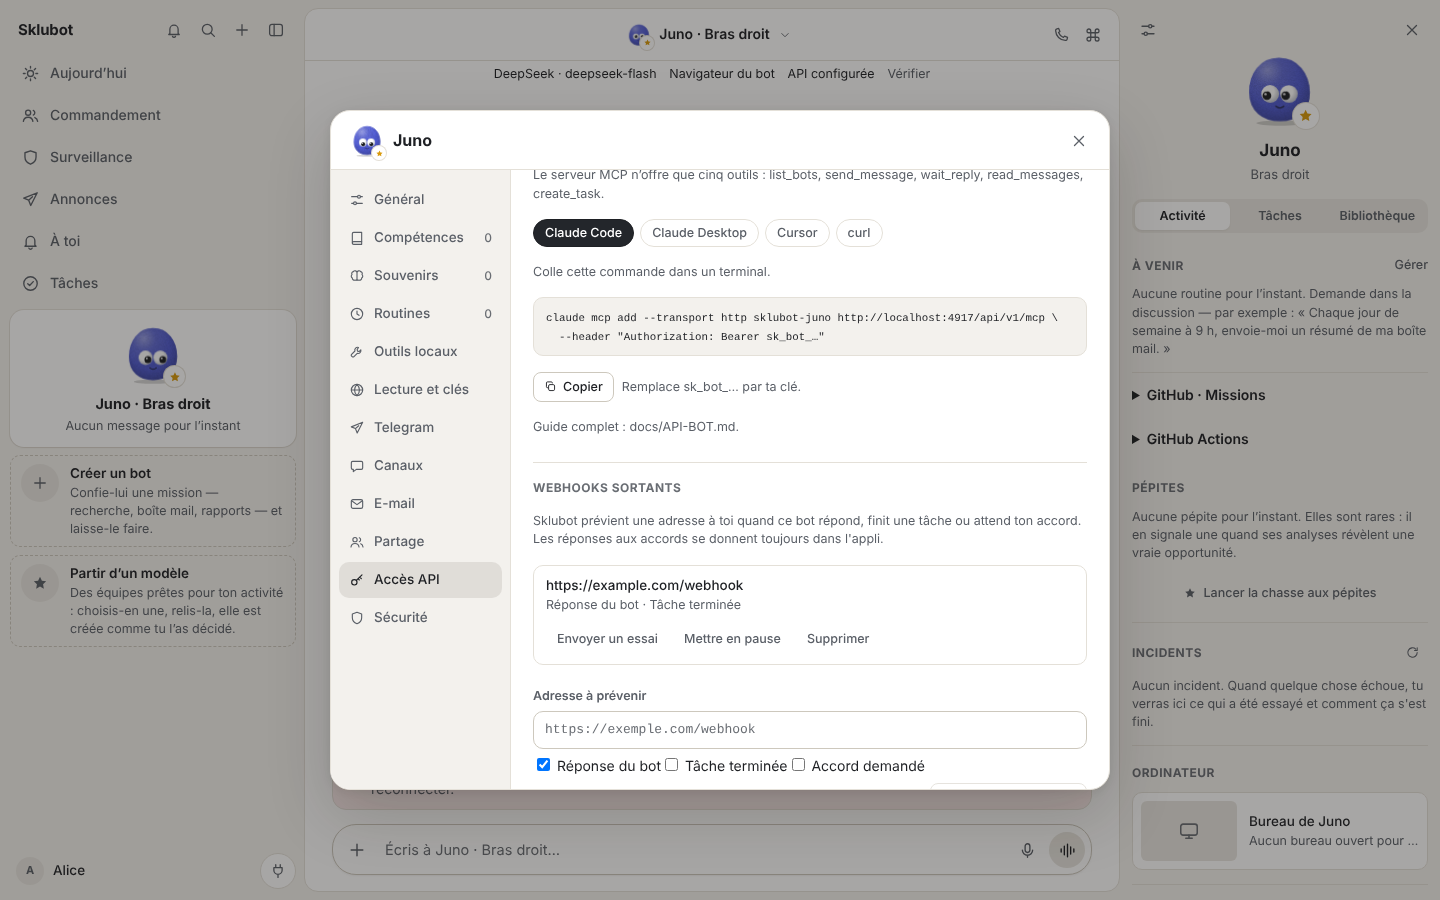 Sklubot
Aujourd’hui
Commandement
Surveillance
Annonces
À toi
Tâches
Juno · Bras droit
Aucun message pour l’instant
Créer un bot
Confie-lui une mission —
recherche, boîte mail, rapports — et
laisse-le faire.
Partir d’un modèle
Des équipes prêtes pour ton activité
: choisis-en une, relis-la, elle est
créée comme tu l’as décidé.
A
Alice
Juno · Bras droit
DeepSeek · deepseek-flash Navigateur du bot API configurée Vérifier
Juno
Général
Compétences 0
Souvenirs 0
Routines 0
Outils locaux
Lecture et clés
Telegram
Canaux
E-mail
Partage
Accès API
Sécurité
Le serveur MCP n’offre que cinq outils : list_bots, send_message, wait_reply, read_messages,
create_task.
Claude Code Claude Desktop Cursor curl
Colle cette commande dans un terminal.
claude mcp add --transport http sklubot-juno http://localhost:4917/api/v1/mcp \
--header "Authorization: Bearer sk_bot_…"
Copier Remplace sk_bot_… par ta clé.
Guide complet : docs/API-BOT.md.
WEBHOOKS SORTANTS
Sklubot prévient une adresse à toi quand ce bot répond, finit une tâche ou attend ton accord.
Les réponses aux accords se donnent toujours dans l'appli.
https://example.com/webhook
Réponse du bot · Tâche terminée
Envoyer un essai Mettre en pause Supprimer
Adresse à prévenir
https://exemple.com/webhook
Réponse du bot Tâche terminée Accord demandé
reconnecter.
Écris à Juno · Bras droit…
Juno
Bras droit
Activité Tâches Bibliothèque
À VENIR Gérer
Aucune routine pour l’instant. Demande dans la
discussion — par exemple : « Chaque jour de
semaine à 9 h, envoie-moi un résumé de ma boîte
mail. »
GitHub · Missions
GitHub Actions
PÉPITES
Aucune pépite pour l’instant. Elles sont rares : il
en signale une quand ses analyses révèlent une
vraie opportunité.
Lancer la chasse aux pépites
INCIDENTS
Aucun incident. Quand quelque chose échoue, tu
verras ici ce qui a été essayé et comment ça s'est
fini.
ORDINATEUR
Bureau de Juno
Aucun bureau ouvert pour ...